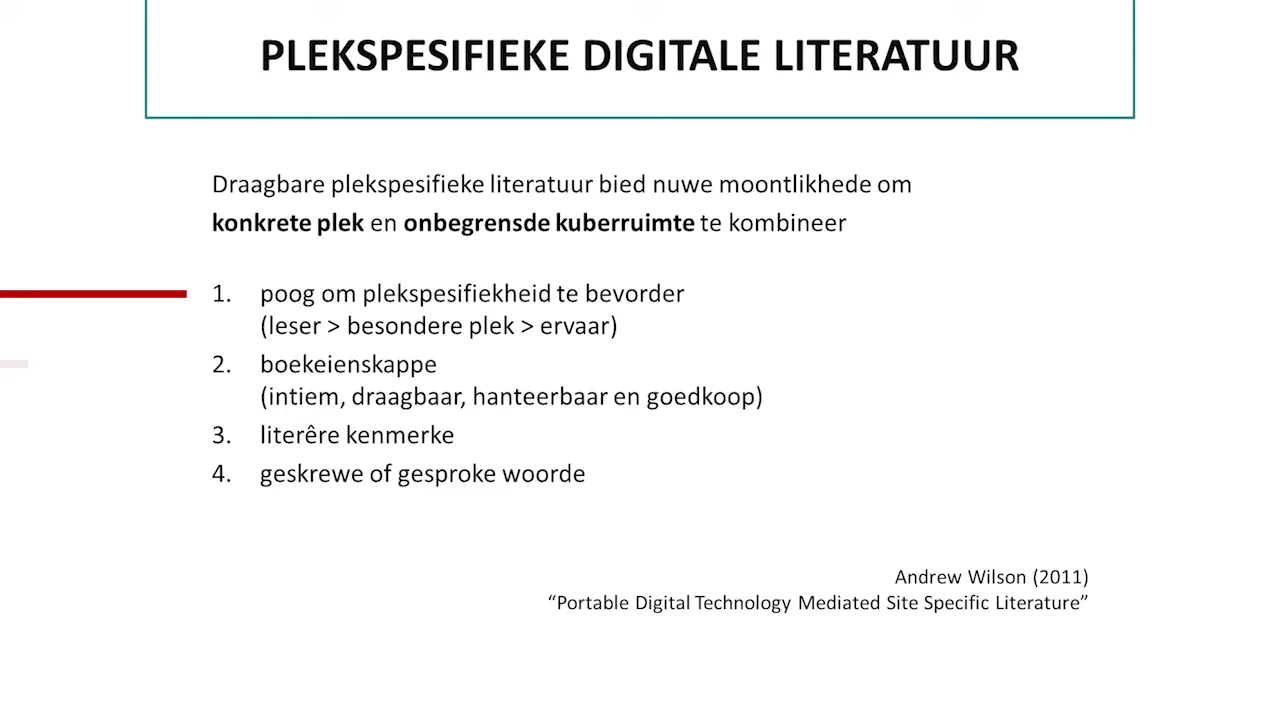 PLEKSPESIFIEKE DIGITALE LITERATUUR
Draagbare plekspesifieke literatuur bied nuwe moontlikhede om
konkrete plek en onbegrensde kuberruimte te kombineer
1. poog om plekspesifiekheid te bevorder
(leser > besondere plek > ervaar)
2. boekeienskappe
(intiem, draagbaar, hanteerbaar en goedkoop)
3. literêre kenmerke
4. geskrewe of gesproke woorde
Andrew Wilson (2011)
“Portable Digital Technology Mediated Site Specific Literature”